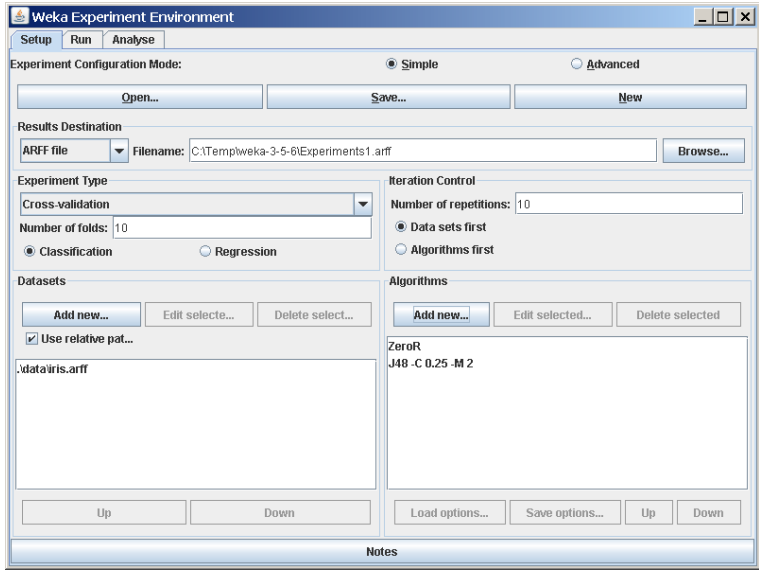 Weka Experiment Environment
Setup Run Analyse
Experiment Configuration Mode: Simple Advanced
Open... Save... New
Results Destination
ARFF file Filename: C:\Temp\weka-3-5-6\Experiments1.arff Browse...
Experiment Type
Cross-validation
Number of folds: 10
Classification Regression
Iteration Control
Number of repetitions: 10
Data sets first
Algorithms first
Datasets
Add new... Edit selecte... Delete select...
Use relative pat...
.\data\iris.arff
Up Down
Algorithms
Add new... Edit selected... Delete selected
ZeroR
J48 -C 0.25 -M 2
Load options... Save options... Up Down
Notes